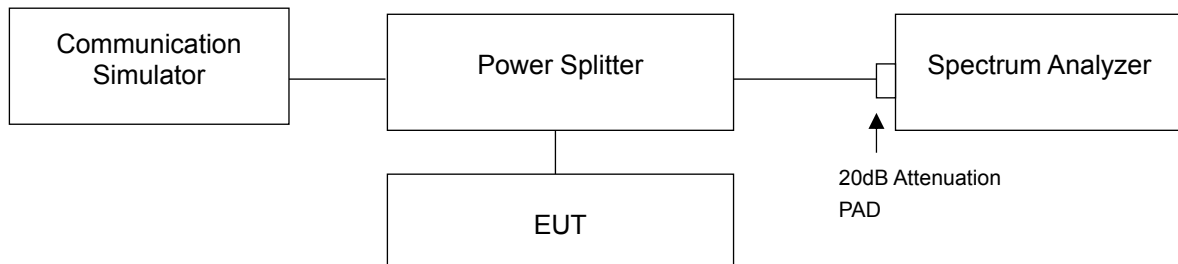 Communication
Simulator
Power Splitter
Spectrum Analyzer
20dB Attenuation
PAD
EUT